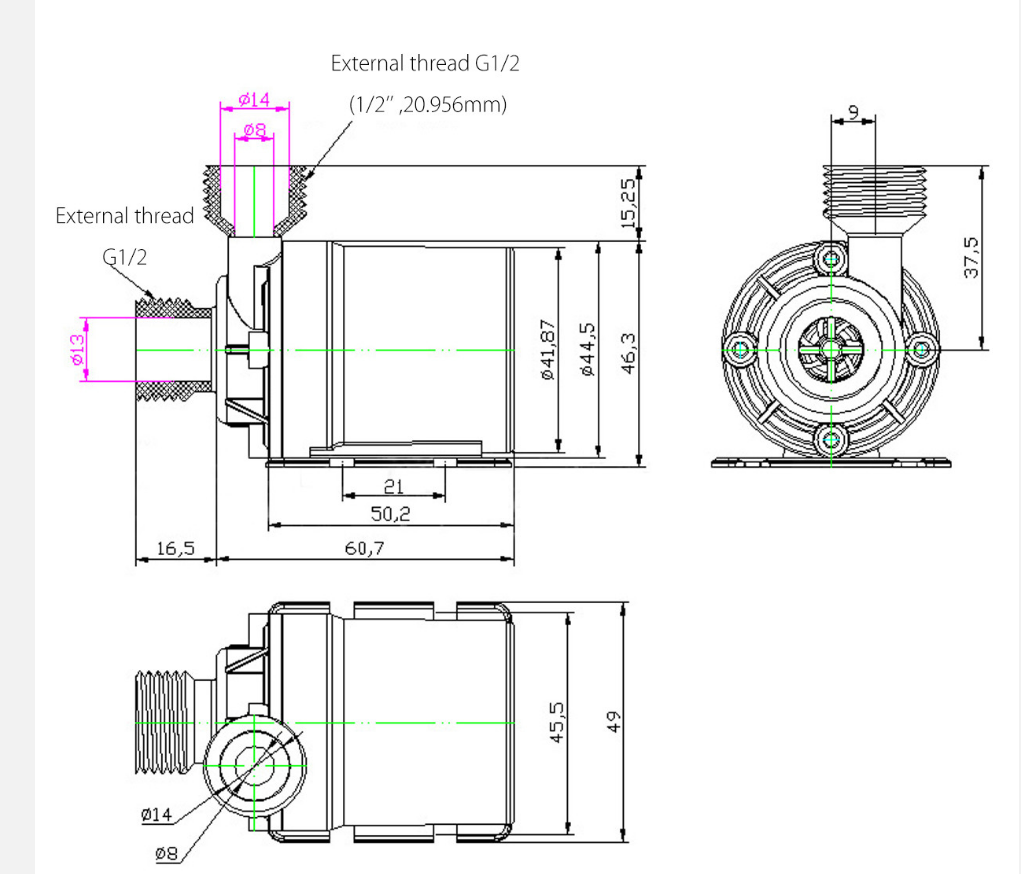 External thread G1/2
(1/2" ,20.956mm)
ø14
ø8
9
External thread
G1/2
15,25
37,5
ø13
ø41,87
ø44,5
46,3
21
50,2
16,5
60,7
45,5
49
Ø14
Ø8